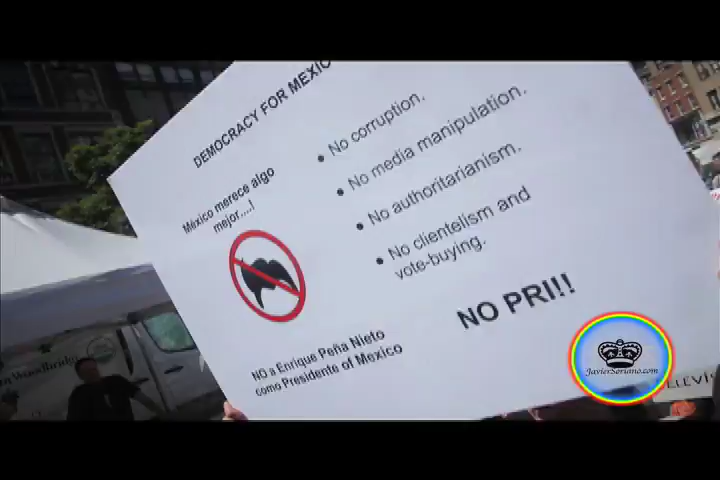 DEMOCRACY FOR MEXIC
México merece algo
mejor....!
• No corruption.
• No media manipulation.
• No authoritarianism.
• No clientelism and
vote-buying.
NO PRI!!
NO a Enrique Peña Nieto
como Presidente of Mexico
JavierSoriano.com